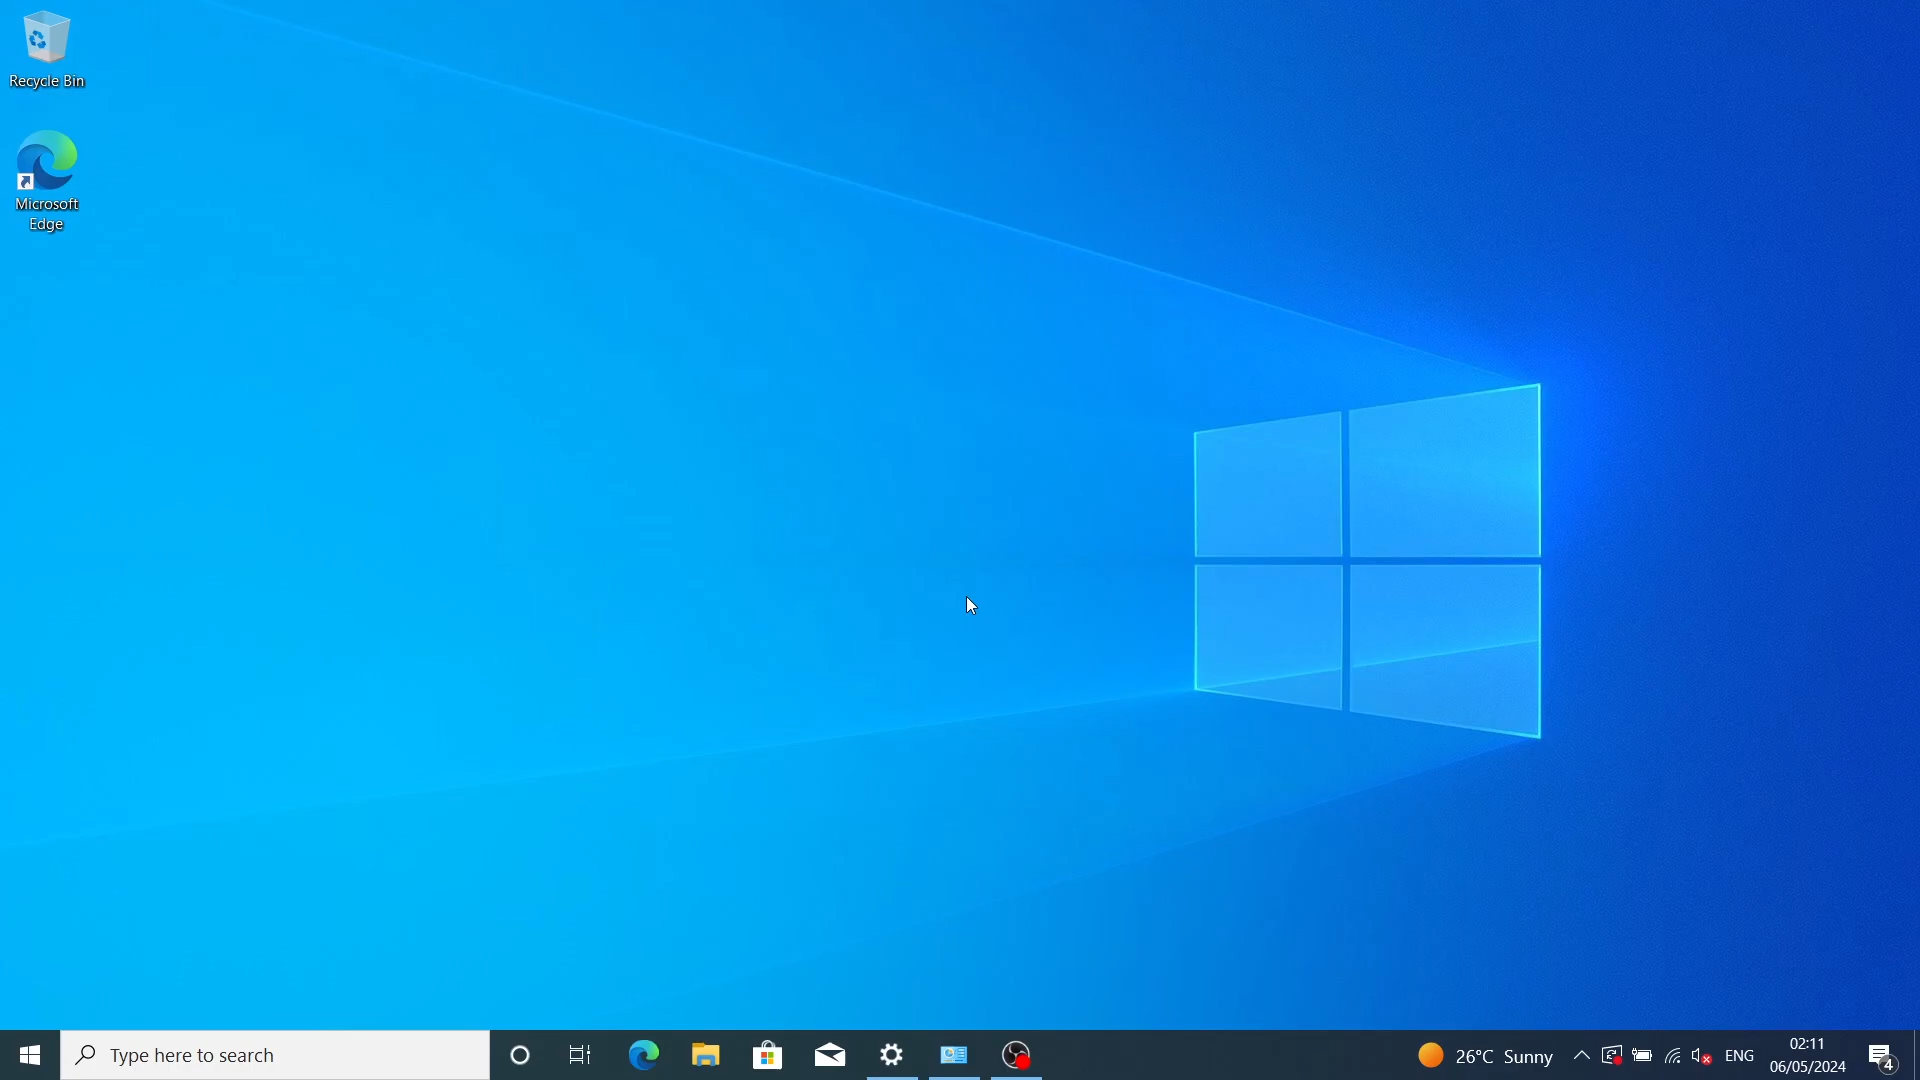 Recycle Bin
Microsoft
Edge
Type here to search
26°C Sunny
ENG
02:11
06/05/2024
4